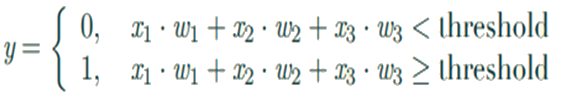 y = { 0, x₁ · w₁ + x₂ · w₂ + x₃ · w₃ < threshold
1, x₁ · w₁ + x₂ · w₂ + x₃ · w₃ ≥ threshold